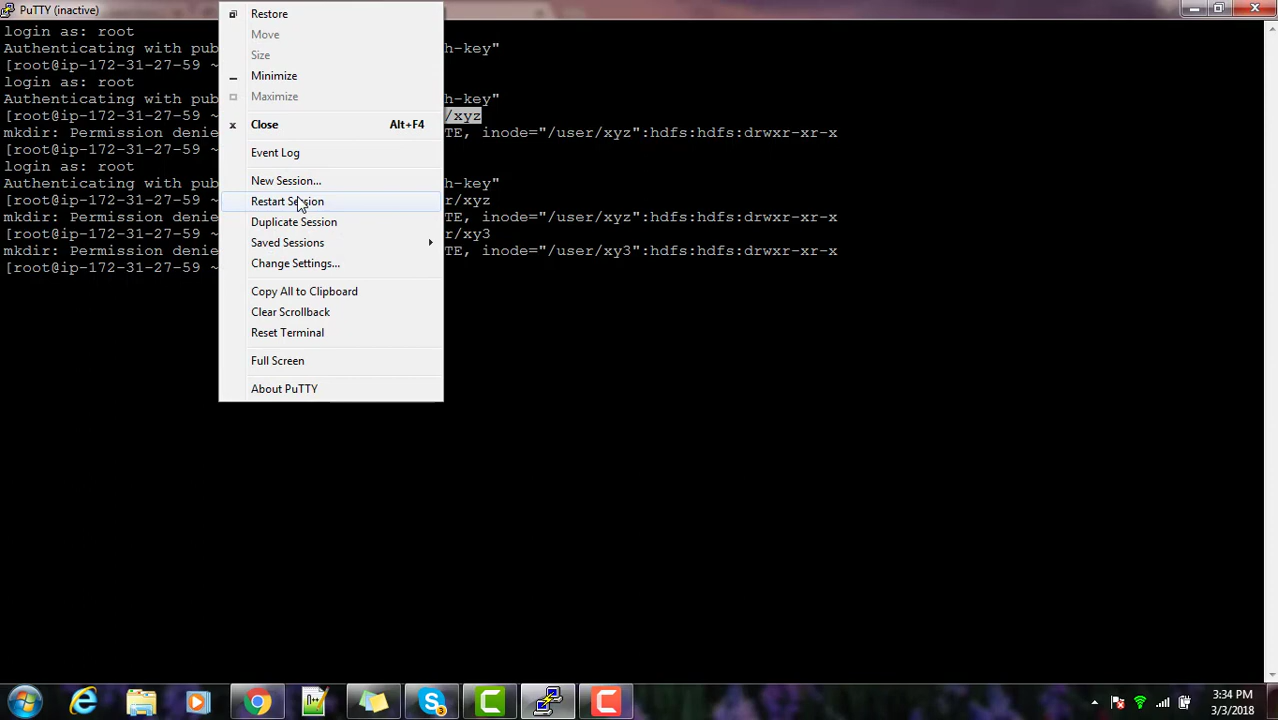 PuTTY (inactive)
login as: root
Authenticating with pub h-key"
[root@ip-172-31-27-59 ~
login as: root
Authenticating with pub h-key"
[root@ip-172-31-27-59 ~ /xyz
mkdir: Permission denie TE, inode="/user/xyz":hdfs:hdfs:drwxr-xr-x
[root@ip-172-31-27-59 ~
login as: root
Authenticating with pub h-key"
[root@ip-172-31-27-59 ~ r/xyz
mkdir: Permission denie TE, inode="/user/xyz":hdfs:hdfs:drwxr-xr-x
[root@ip-172-31-27-59 ~ r/xy3
mkdir: Permission denie TE, inode="/user/xy3":hdfs:hdfs:drwxr-xr-x
[root@ip-172-31-27-59 ~
Restore
Move
Size
Minimize
Maximize
Close Alt+F4
Event Log
New Session...
Restart Session
Duplicate Session
Saved Sessions
Change Settings...
Copy All to Clipboard
Clear Scrollback
Reset Terminal
Full Screen
About PuTTY
3:34 PM
3/3/2018